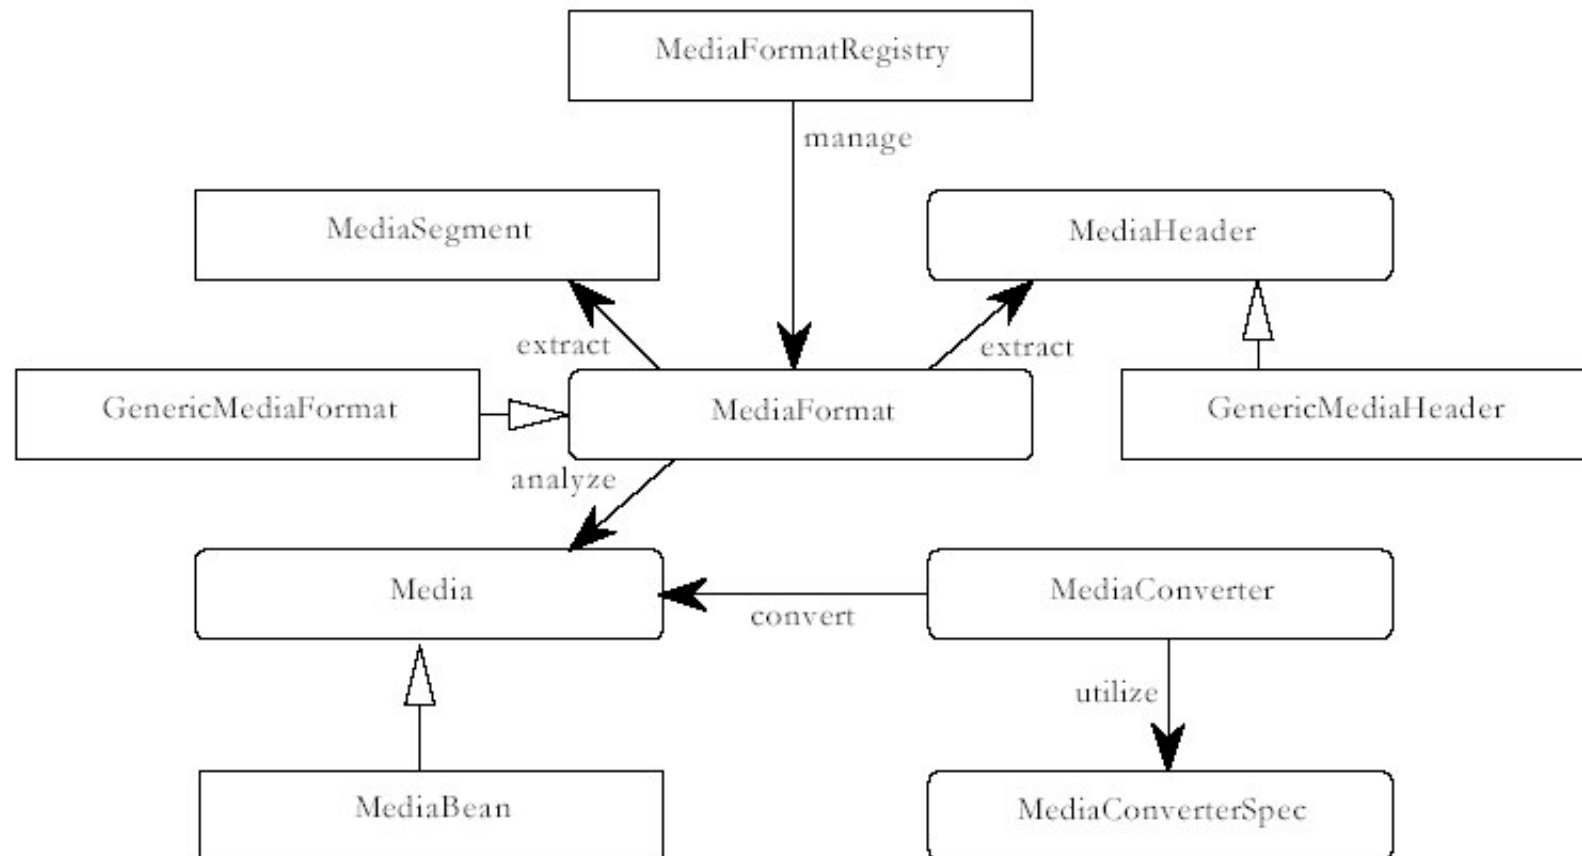 MediaFormatRegistry
manage
MediaSegment
MediaHeader
extract
extract
GenericMediaFormat
MediaFormat
GenericMediaHeader
analyze
Media
MediaConverter
convert
utilize
MediaBean
MediaConverterSpec